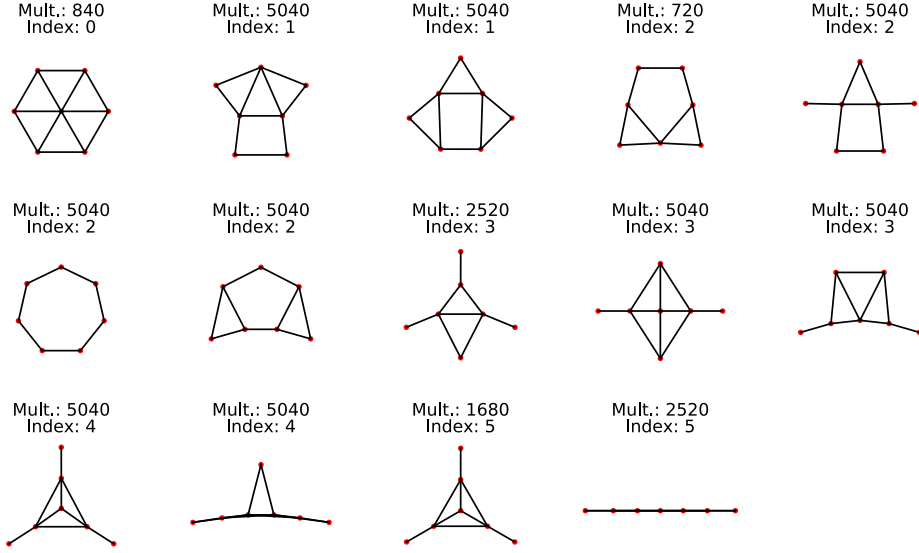 Mult.: 840
Index: 0
Mult.: 5040
Index: 1
Mult.: 5040
Index: 1
Mult.: 720
Index: 2
Mult.: 5040
Index: 2
Mult.: 5040
Index: 2
Mult.: 5040
Index: 2
Mult.: 2520
Index: 3
Mult.: 5040
Index: 3
Mult.: 5040
Index: 3
Mult.: 5040
Index: 4
Mult.: 5040
Index: 4
Mult.: 1680
Index: 5
Mult.: 2520
Index: 5